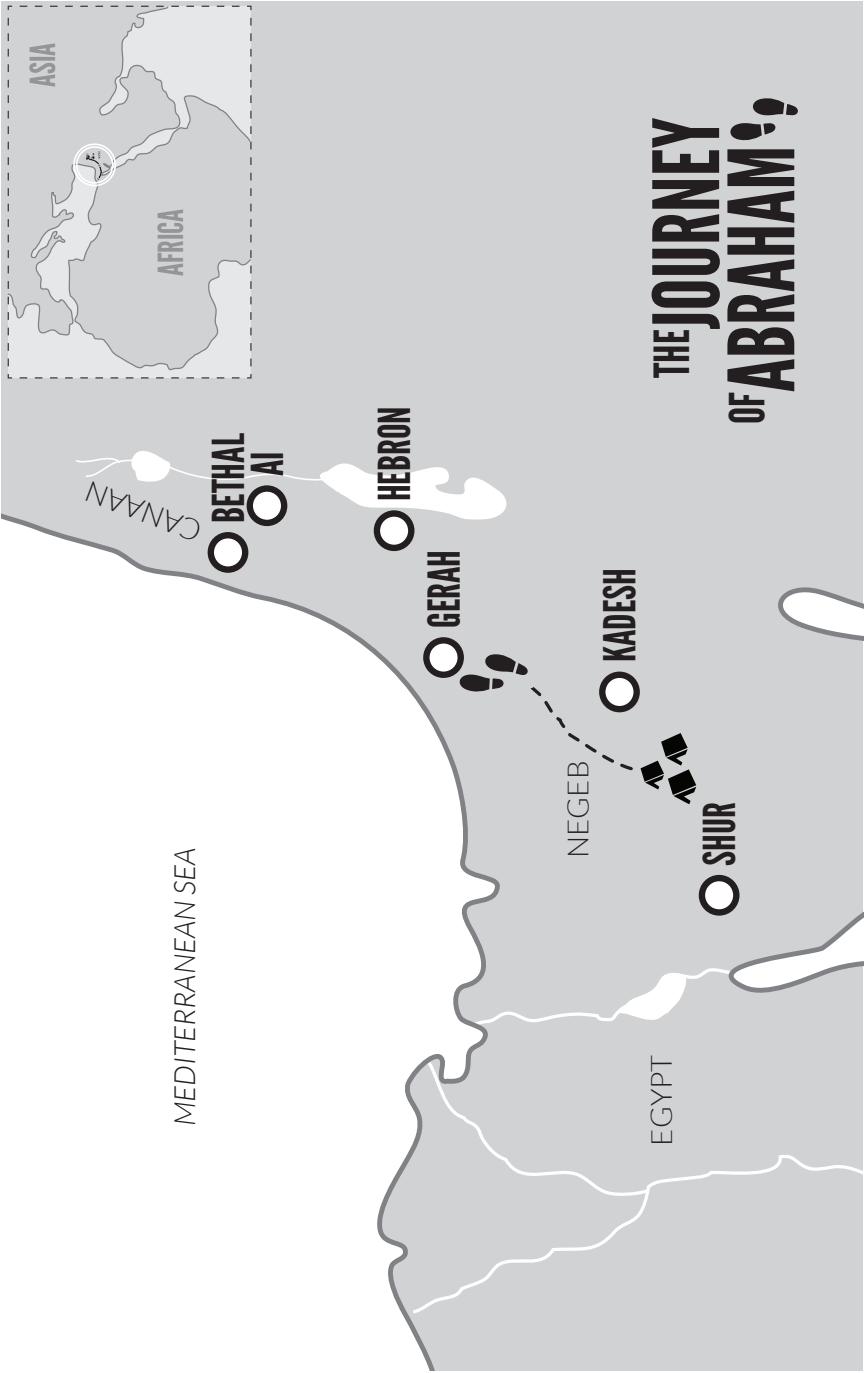 ASIA
AFRICA
THE JOURNEY
OF ABRAHAM
CANAAN
BETHAL
AI
HEBRON
GERAH
KADESH
NEGEB
SHUR
MEDITERRANEAN SEA
EGYPT